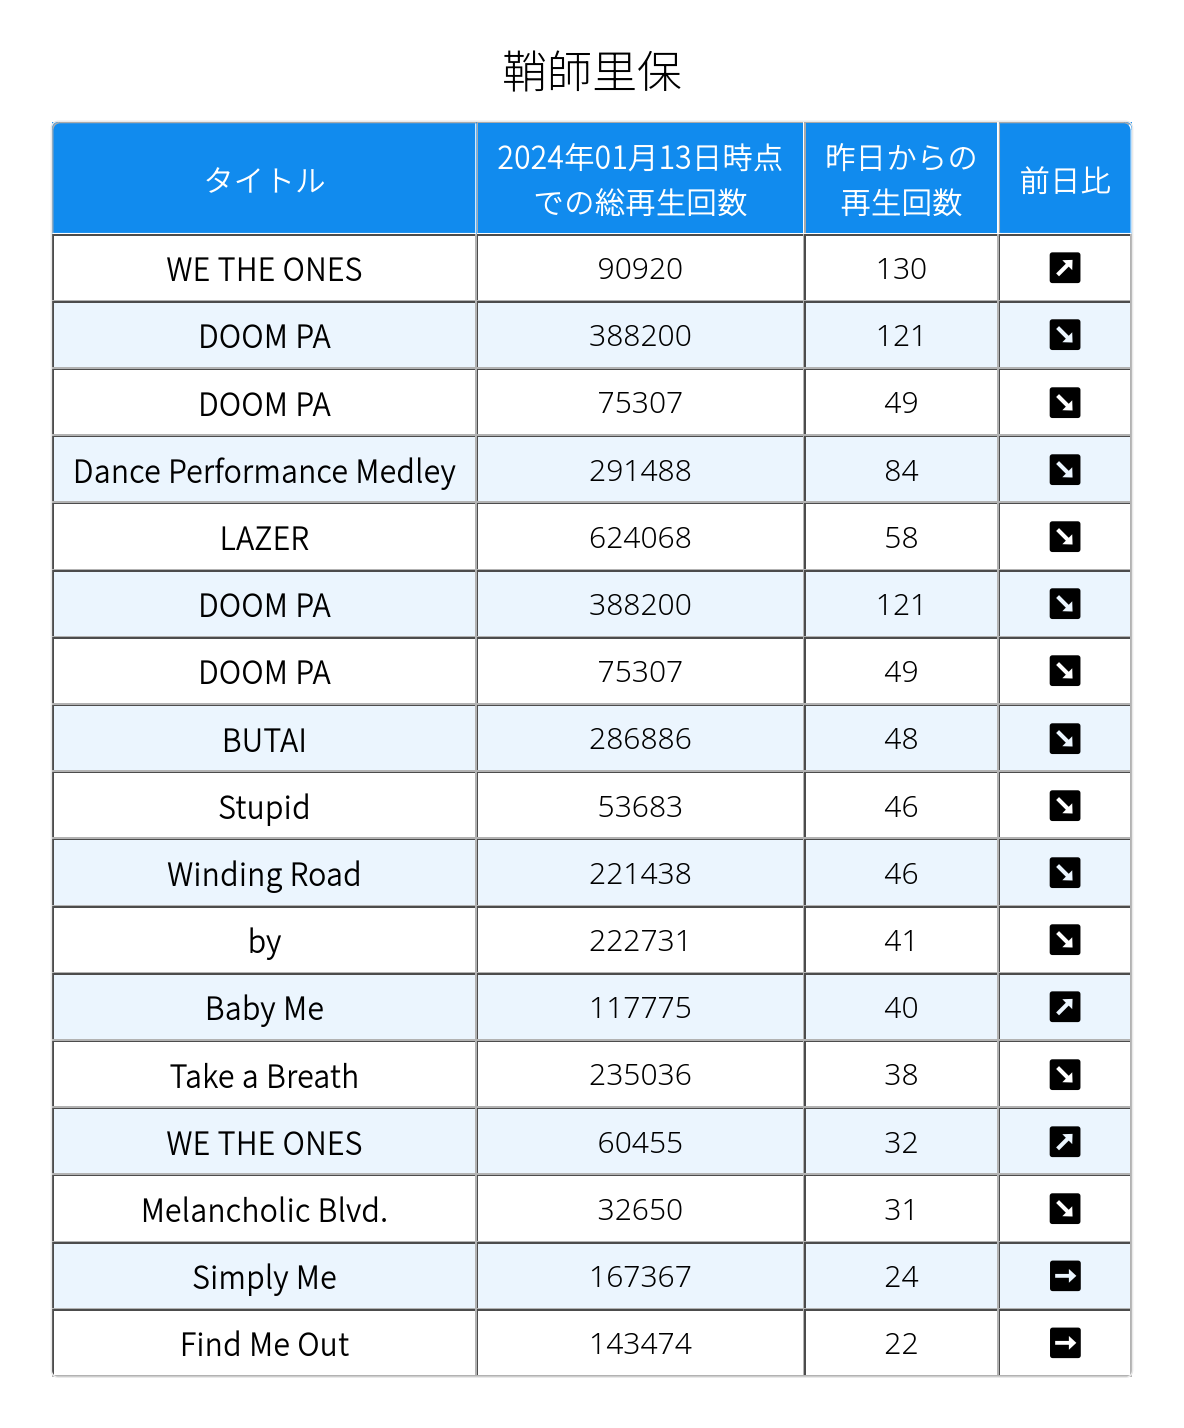 鞘師里保
タイトル 2024年01月13日時点での総再生回数 昨日からの再生回数 前日比
WE THE ONES 90920 130 ↗
DOOM PA 388200 121 ↘
DOOM PA 75307 49 ↘
Dance Performance Medley 291488 84 ↘
LAZER 624068 58 ↘
DOOM PA 388200 121 ↘
DOOM PA 75307 49 ↘
BUTAI 286886 48 ↘
Stupid 53683 46 ↘
Winding Road 221438 46 ↘
by 222731 41 ↘
Baby Me 117775 40 ↗
Take a Breath 235036 38 ↘
WE THE ONES 60455 32 ↗
Melancholic Blvd. 32650 31 ↘
Simply Me 167367 24 →
Find Me Out 143474 22 →